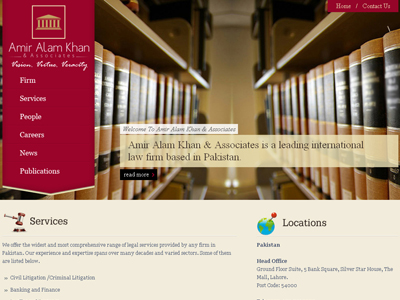 Home / Contact Us
Amir Alam Khan
& Associates
Vision, Virtue, Veracity
Firm
Services
People
Careers
News
Publications
Welcome To Amir Alam Khan & Associates
Amir Alam Khan & Associates is a leading international
law firm based in Pakistan.
read more
Services
We offer the widest and most comprehensive range of legal services provided by any firm in
Pakistan. Our experience and expertise span over many decades and varied sectors. Some of
them are listed below.
Civil Litigation /Criminal Litigation
Banking and Finance
Locations
Pakistan
Head Office
Ground Floor Suite, 5 Bank Square, Silver Star House, The
Mall, Lahore.
Port Code: 54000